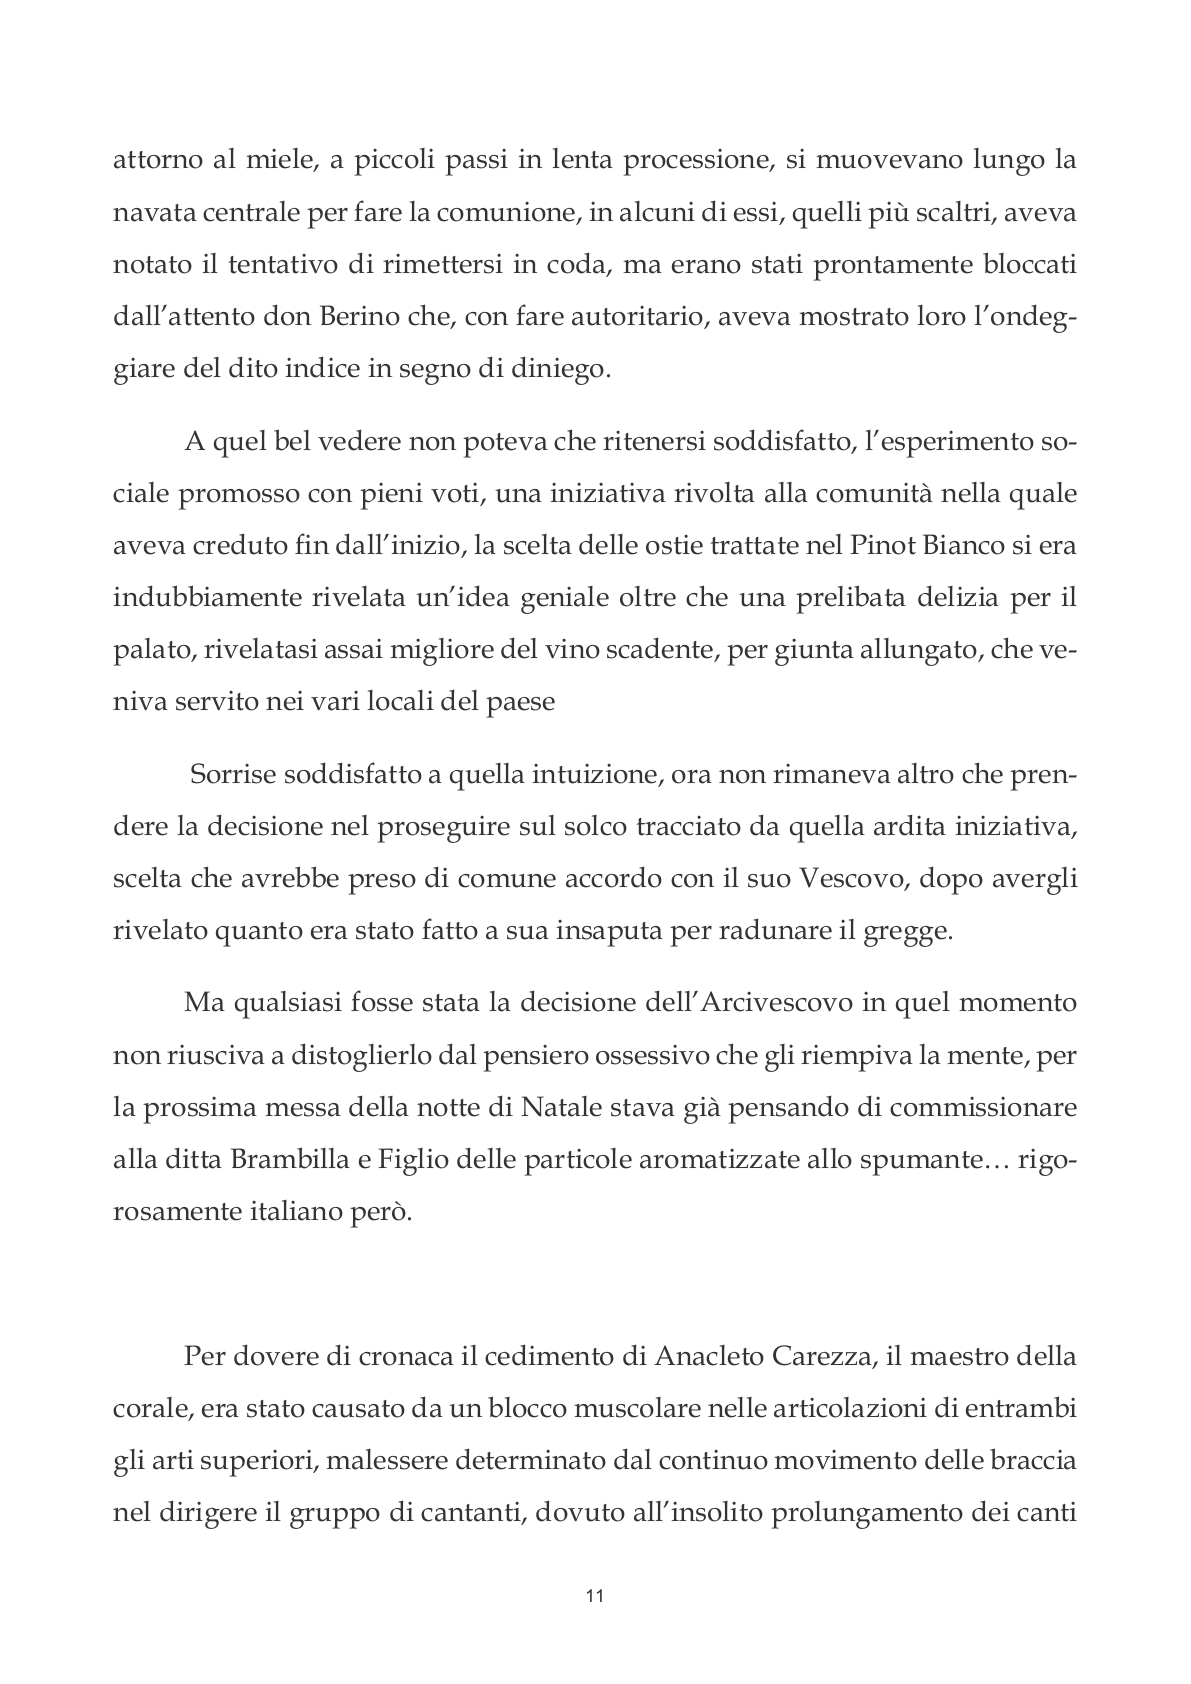 attorno al miele, a piccoli passi in lenta processione, si muovevano lungo la
navata centrale per fare la comunione, in alcuni di essi, quelli più scaltri, aveva
notato il tentativo di rimettersi in coda, ma erano stati prontamente bloccati
dall’attento don Berino che, con fare autoritario, aveva mostrato loro l’ondeg-
giare del dito indice in segno di diniego.
A quel bel vedere non poteva che ritenersi soddisfatto, l’esperimento so-
ciale promosso con pieni voti, una iniziativa rivolta alla comunità nella quale
aveva creduto fin dall’inizio, la scelta delle ostie trattate nel Pinot Bianco si era
indubbiamente rivelata un’idea geniale oltre che una prelibata delizia per il
palato, rivelatasi assai migliore del vino scadente, per giunta allungato, che ve-
niva servito nei vari locali del paese
Sorrise soddisfatto a quella intuizione, ora non rimaneva altro che pren-
dere la decisione nel proseguire sul solco tracciato da quella ardita iniziativa,
scelta che avrebbe preso di comune accordo con il suo Vescovo, dopo avergli
rivelato quanto era stato fatto a sua insaputa per radunare il gregge.
Ma qualsiasi fosse stata la decisione dell’Arcivescovo in quel momento
non riusciva a distoglierlo dal pensiero ossessivo che gli riempiva la mente, per
la prossima messa della notte di Natale stava già pensando di commissionare
alla ditta Brambilla e Figlio delle particole aromatizzate allo spumante… rigo-
rosamente italiano però.
Per dovere di cronaca il cedimento di Anacleto Carezza, il maestro della
corale, era stato causato da un blocco muscolare nelle articolazioni di entrambi
gli arti superiori, malessere determinato dal continuo movimento delle braccia
nel dirigere il gruppo di cantanti, dovuto all’insolito prolungamento dei canti
11